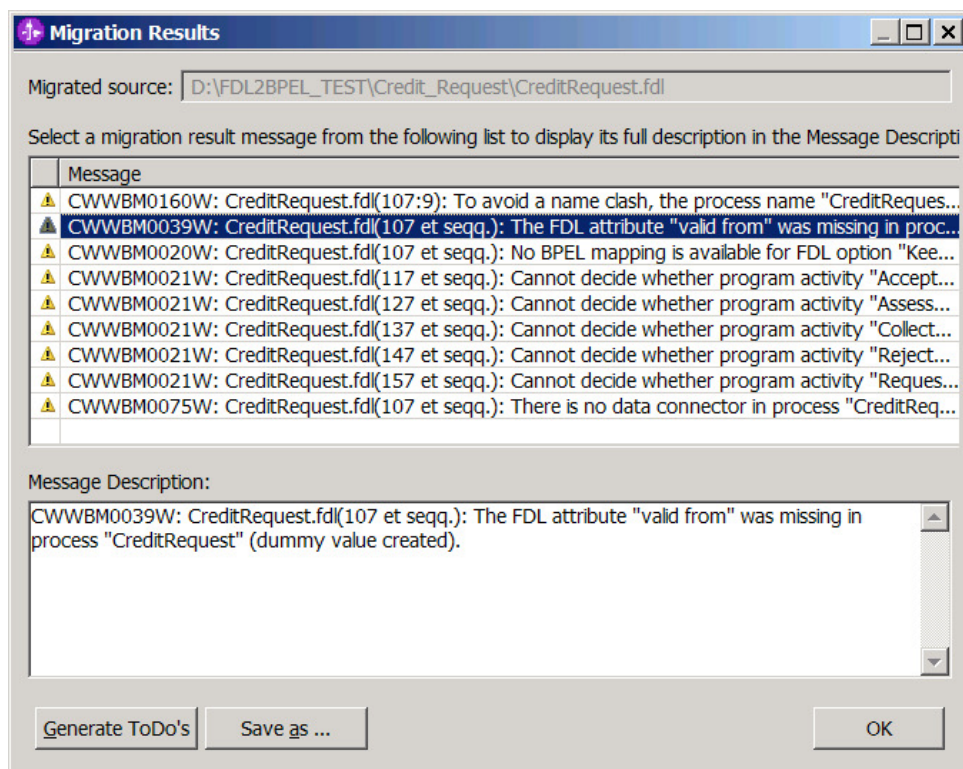 Migration Results
Migrated source: D:\FDL2BPEL_TEST\Credit_Request\CreditRequest.fdl
Select a migration result message from the following list to display its full description in the Message Descripti
Message
CWWBM0160W: CreditRequest.fdl(107:9): To avoid a name clash, the process name "CreditReques...
CWWBM0039W: CreditRequest.fdl(107 et seqq.): The FDL attribute "valid from" was missing in proc...
CWWBM0020W: CreditRequest.fdl(107 et seqq.): No BPEL mapping is available for FDL option "Kee...
CWWBM0021W: CreditRequest.fdl(117 et seqq.): Cannot decide whether program activity "Accept...
CWWBM0021W: CreditRequest.fdl(127 et seqq.): Cannot decide whether program activity "Assess...
CWWBM0021W: CreditRequest.fdl(137 et seqq.): Cannot decide whether program activity "Collect...
CWWBM0021W: CreditRequest.fdl(147 et seqq.): Cannot decide whether program activity "Reject...
CWWBM0021W: CreditRequest.fdl(157 et seqq.): Cannot decide whether program activity "Reques...
CWWBM0075W: CreditRequest.fdl(107 et seqq.): There is no data connector in process "CreditReq...
Message Description:
CWWBM0039W: CreditRequest.fdl(107 et seqq.): The FDL attribute "valid from" was missing in
process "CreditRequest" (dummy value created).
Generate ToDo's Save as ... OK